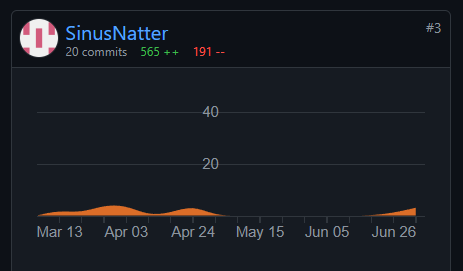 SinusNatter
#3
20 commits 565 ++ 191 --
40
20
Mar 13 Apr 03 Apr 24 May 15 Jun 05 Jun 26